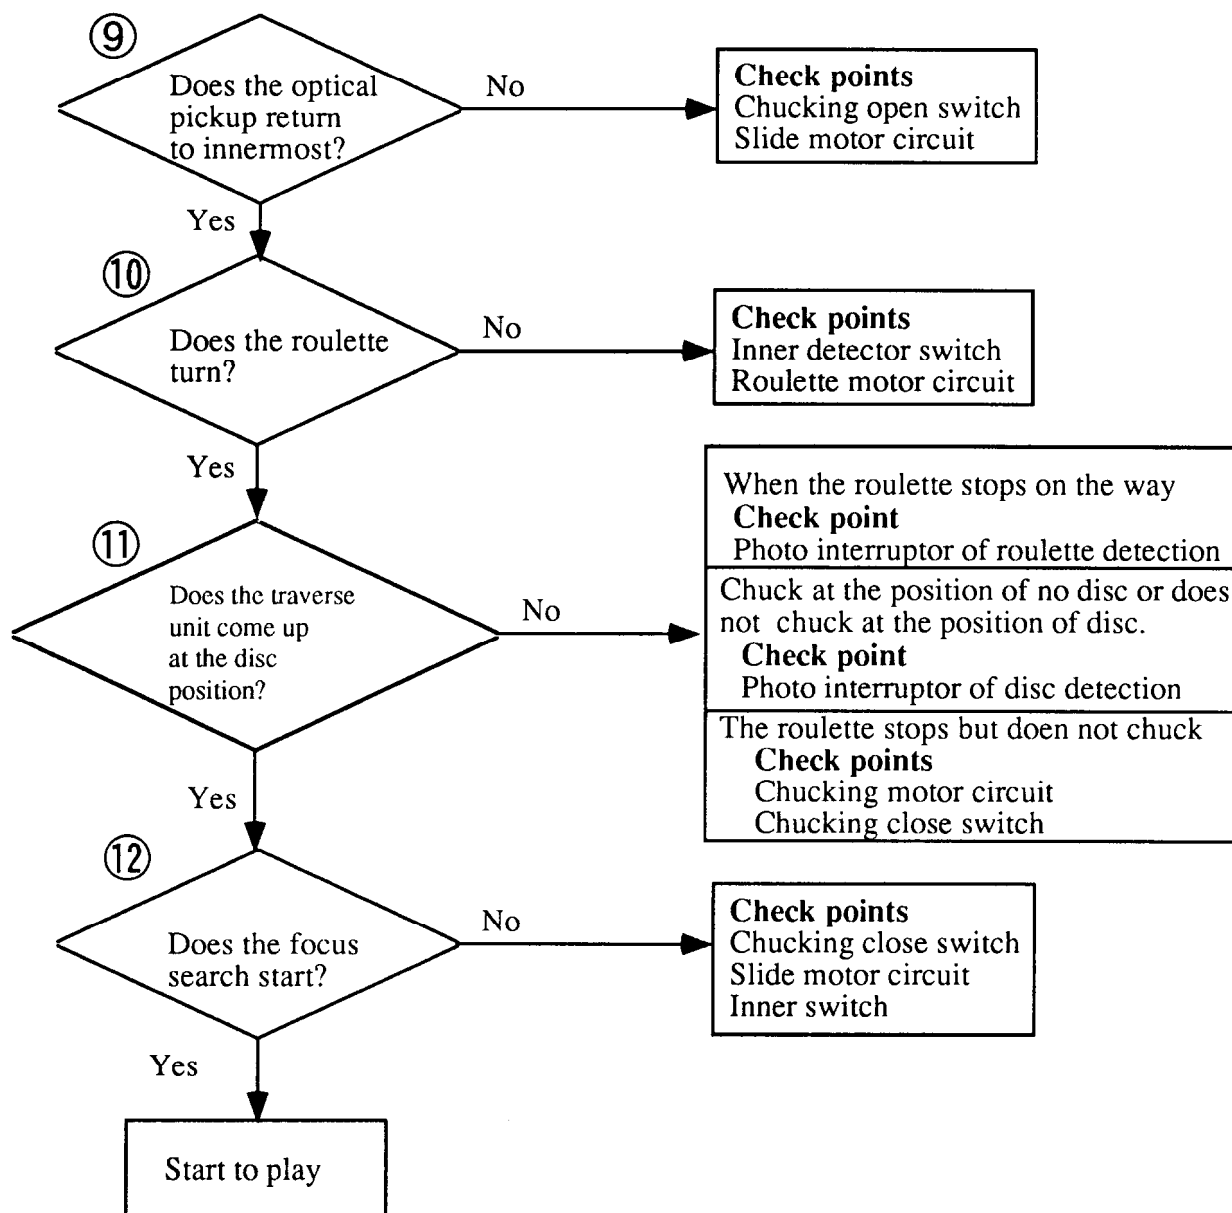 ⑨
Does the optical
pickup return
to innermost?
No
Check points
Chucking open switch
Slide motor circuit
Yes
⑩
Does the roulette
turn?
No
Check points
Inner detector switch
Roulette motor circuit
Yes
⑪
Does the traverse
unit come up
at the disc
position?
No
When the roulette stops on the way
Check point
Photo interruptor of roulette detection
Chuck at the position of no disc or does
not chuck at the position of disc.
Check point
Photo interruptor of disc detection
The roulette stops but doen not chuck
Check points
Chucking motor circuit
Chucking close switch
Yes
⑫
Does the focus
search start?
No
Check points
Chucking close switch
Slide motor circuit
Inner switch
Yes
Start to play